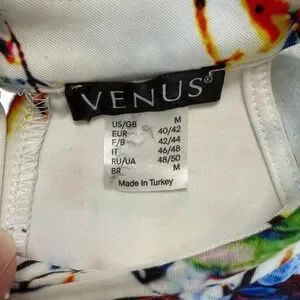 VENUS®
US/GB M
EUR 40/42
F/B 42/44
IT 46/48
RU/UA 48/50
BR M
Made in Turkey